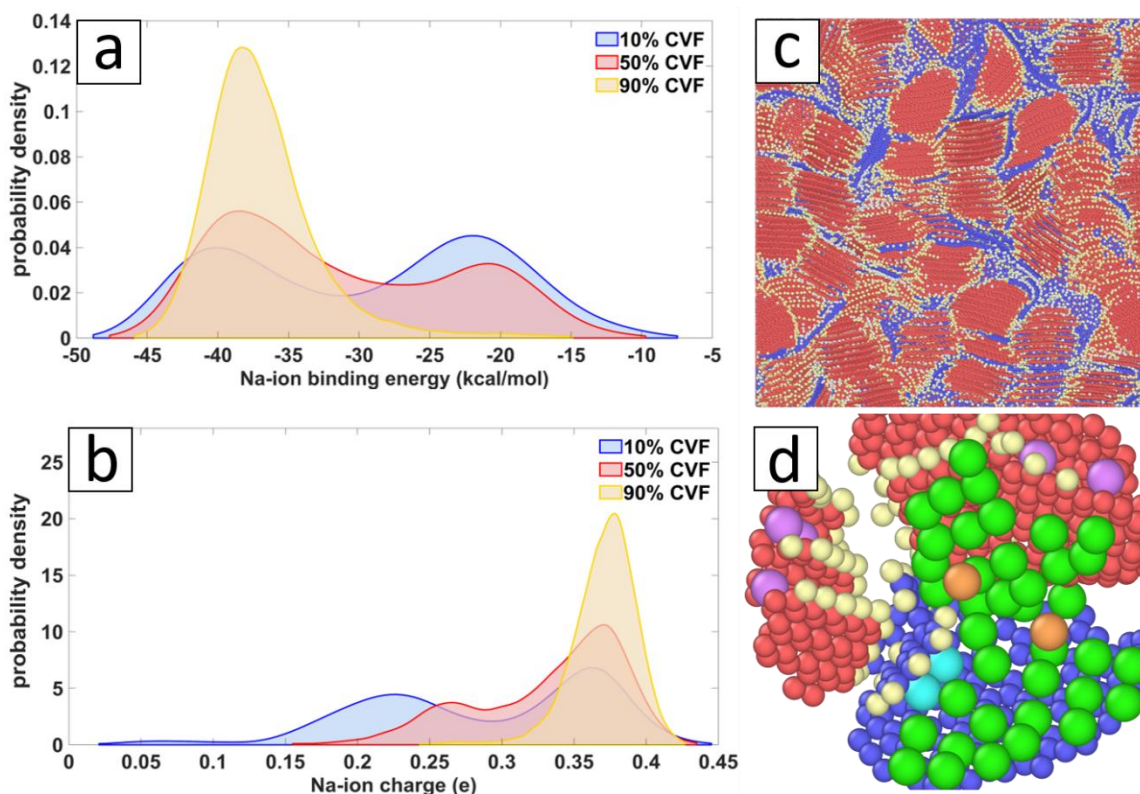 a
0.14
0.12
0.1
0.08
0.06
0.04
0.02
0
probability density
-50 -45 -40 -35 -30 -25 -20 -15 -10 -5
Na-ion binding energy (kcal/mol)
10% CVF
50% CVF
90% CVF
c
b
25
20
15
10
5
0
probability density
0 0.05 0.1 0.15 0.2 0.25 0.3 0.35 0.4 0.45
Na-ion charge (e)
10% CVF
50% CVF
90% CVF
d